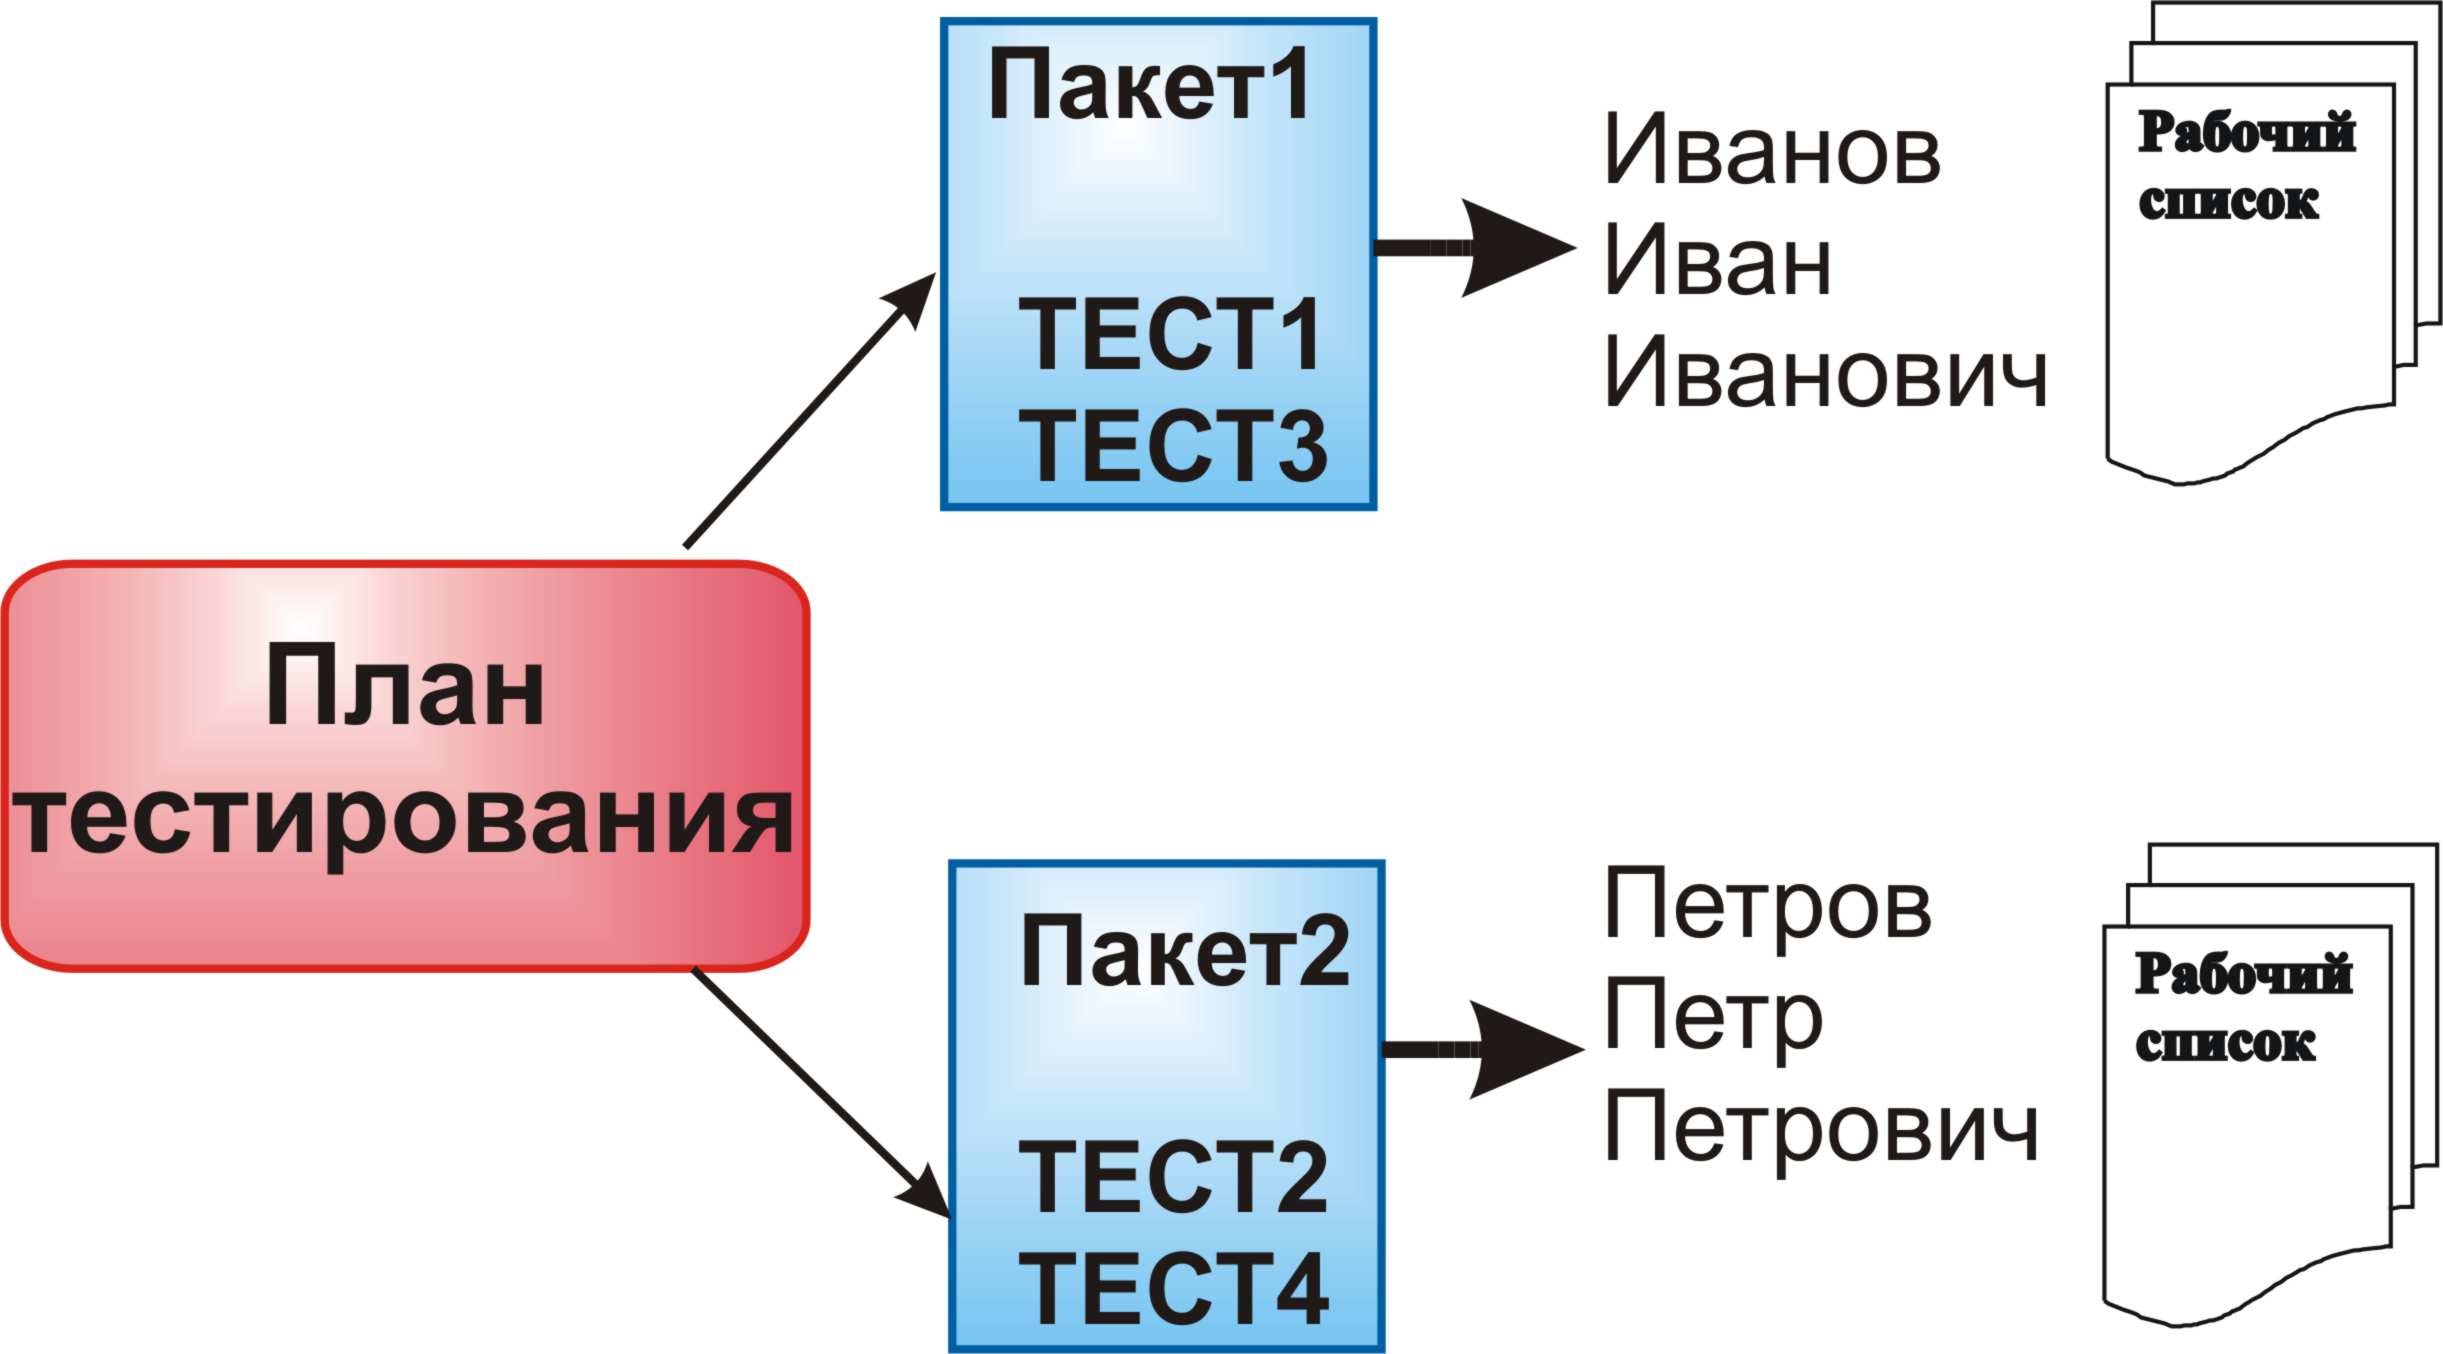 План
тестирования
Пакет1
ТЕСТ1
ТЕСТ3
Иванов
Иван
Иванович
Рабочий
список
Пакет2
ТЕСТ2
ТЕСТ4
Петров
Петр
Петрович
Рабочий
список